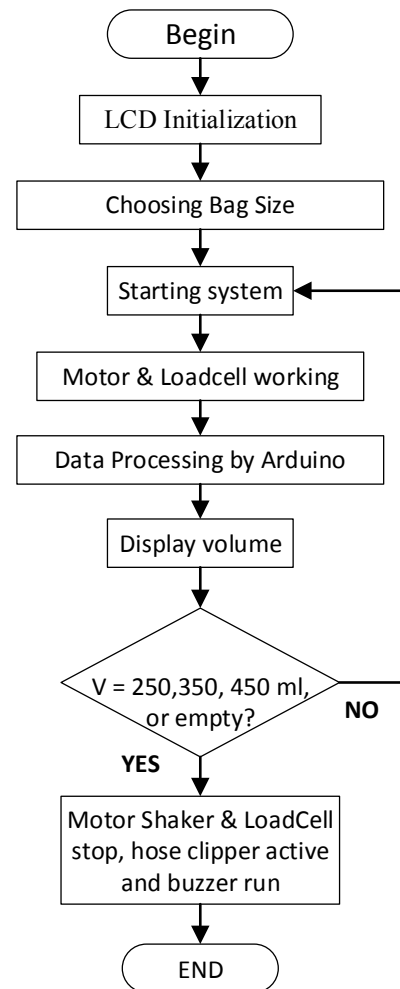 Begin
LCD Initialization
Choosing Bag Size
Starting system
Motor & Loadcell working
Data Processing by Arduino
Display volume
V = 250,350, 450 ml,
or empty?
NO
YES
Motor Shaker & LoadCell
stop, hose clipper active
and buzzer run
END